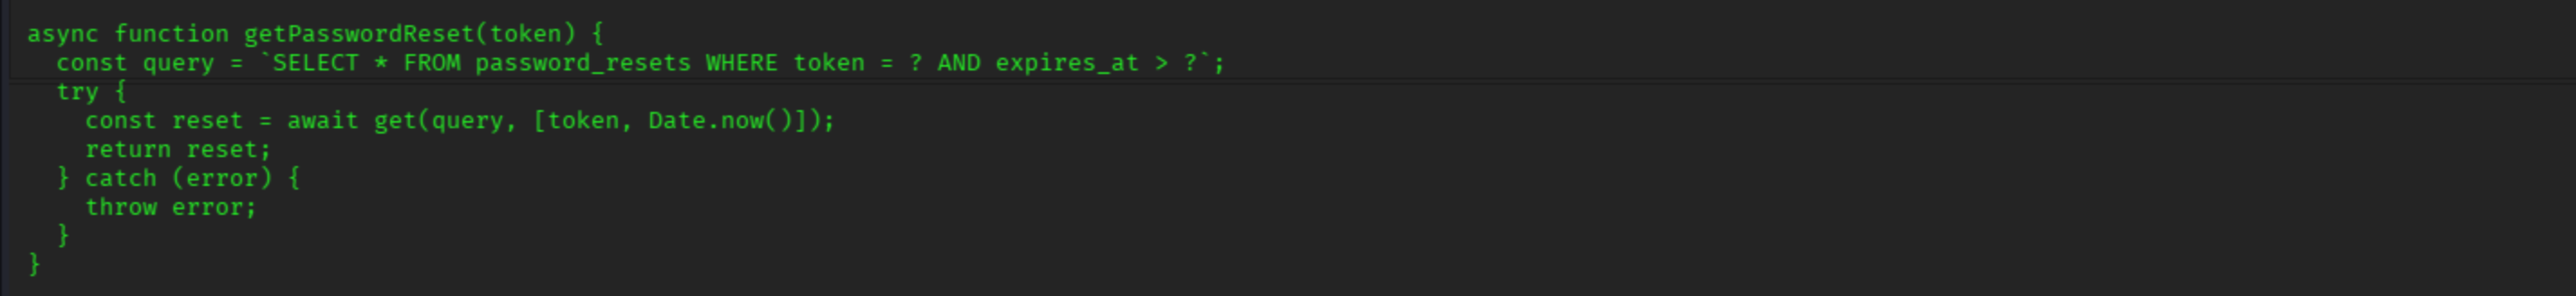 async function getPasswordReset(token) {
  const query = `SELECT * FROM password_resets WHERE token = ? AND expires_at > ?`;
  try {
    const reset = await get(query, [token, Date.now()]);
    return reset;
  } catch (error) {
    throw error;
  }
}